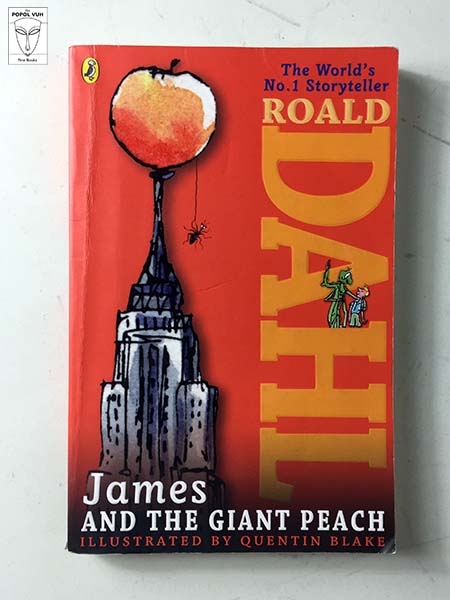 The
POPOL VUH
Fine Books
The World's
No.1 Storyteller
ROALD
DAHL
James
AND THE GIANT PEACH
ILLUSTRATED BY QUENTIN BLAKE